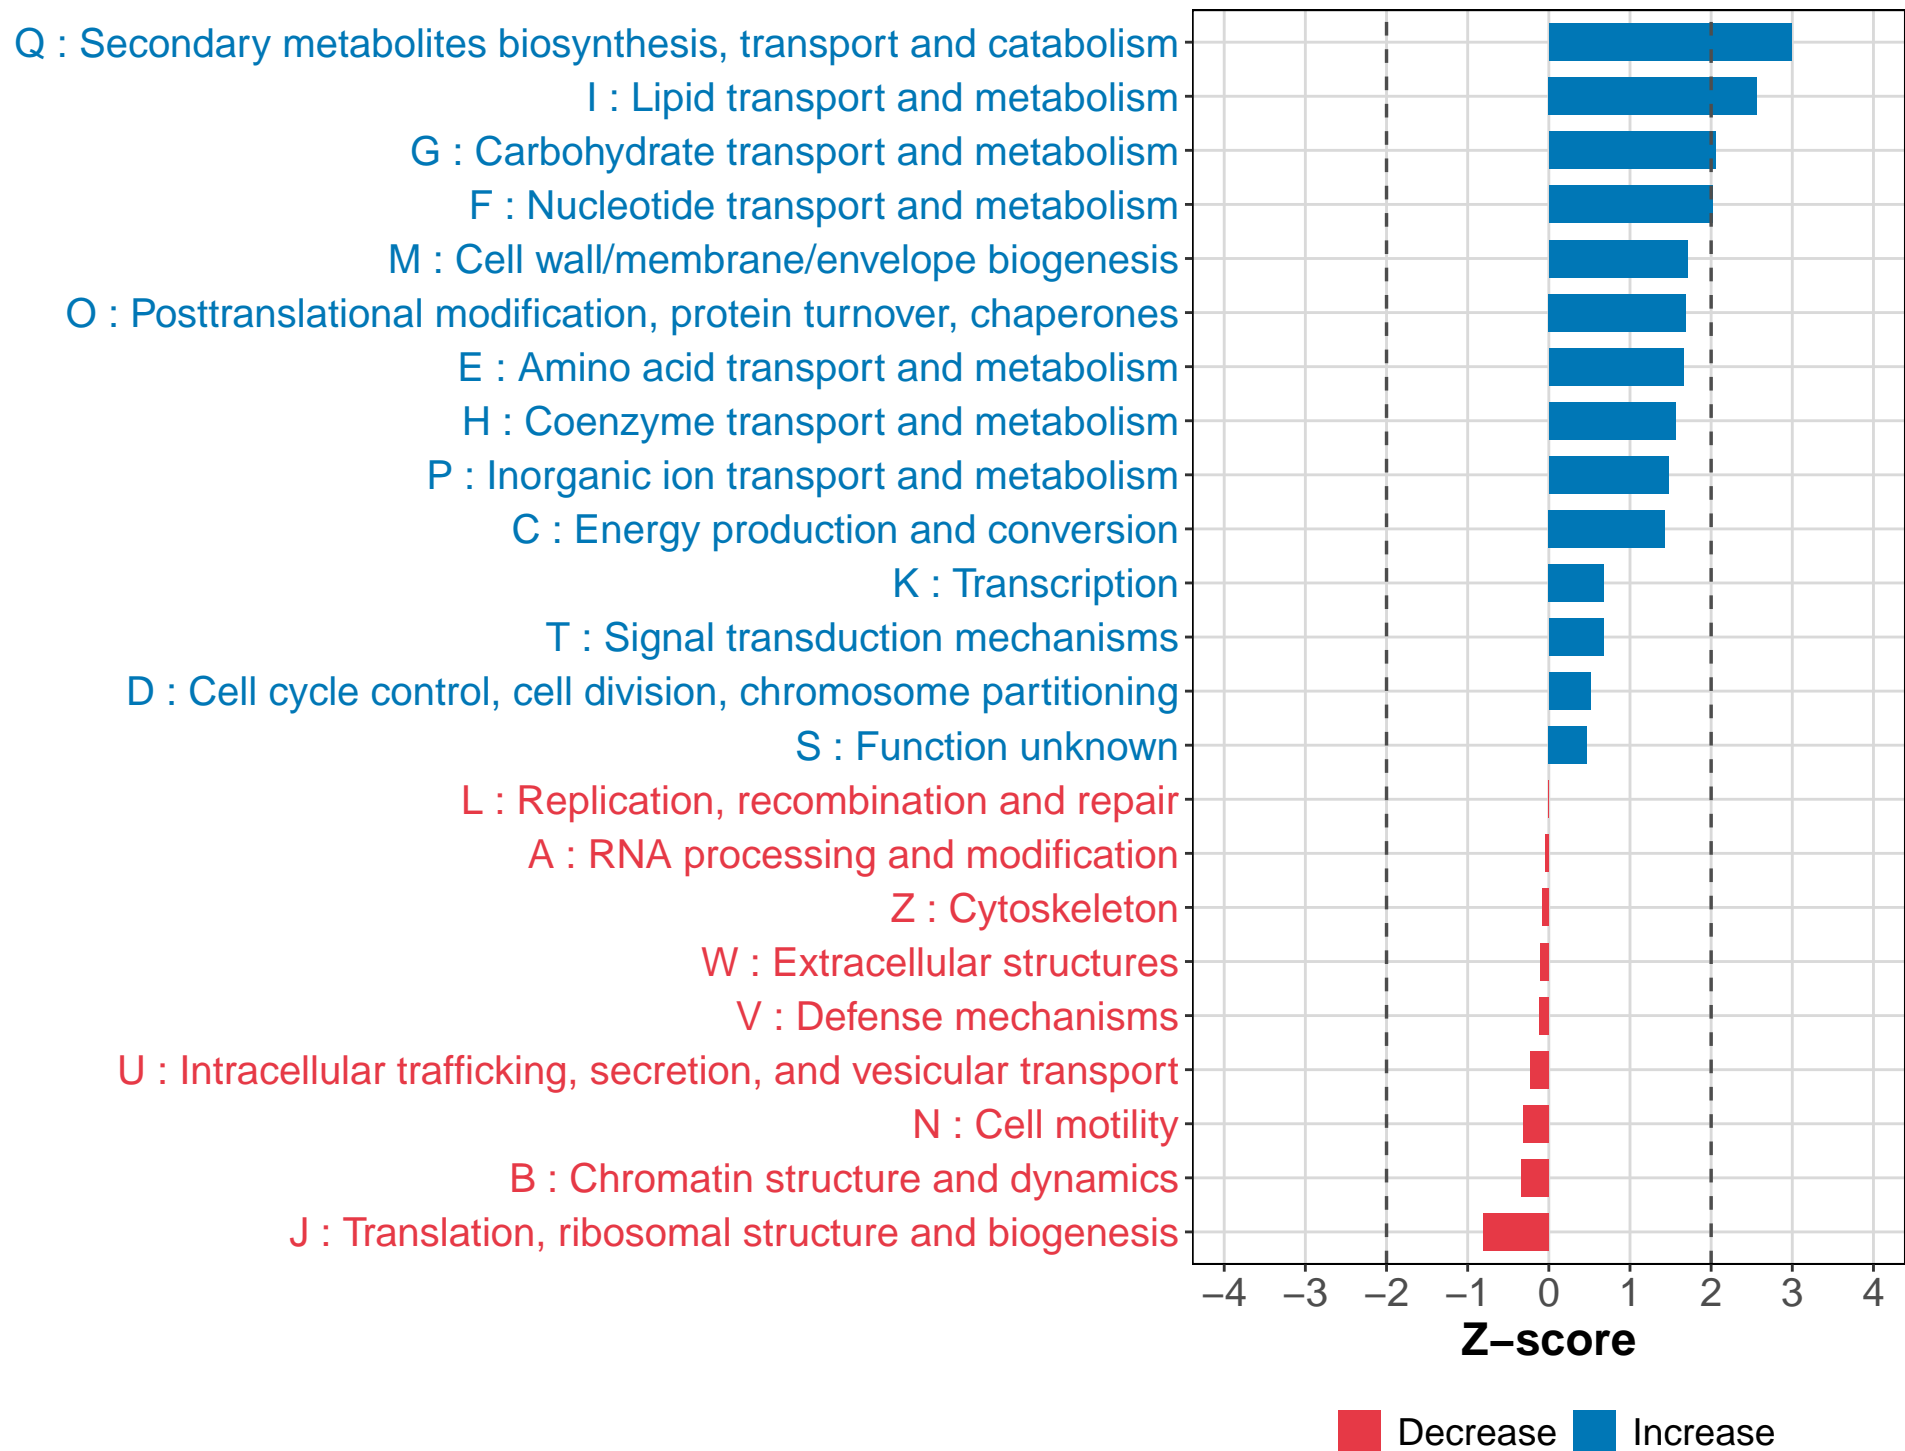 Q : Secondary metabolites biosynthesis, transport and catabolism
I : Lipid transport and metabolism
G : Carbohydrate transport and metabolism
F : Nucleotide transport and metabolism
M : Cell wall/membrane/envelope biogenesis
O : Posttranslational modification, protein turnover, chaperones
E : Amino acid transport and metabolism
H : Coenzyme transport and metabolism
P : Inorganic ion transport and metabolism
C : Energy production and conversion
K : Transcription
T : Signal transduction mechanisms
D : Cell cycle control, cell division, chromosome partitioning
S : Function unknown
L : Replication, recombination and repair
A : RNA processing and modification
Z : Cytoskeleton
W : Extracellular structures
V : Defense mechanisms
U : Intracellular trafficking, secretion, and vesicular transport
N : Cell motility
B : Chromatin structure and dynamics
J : Translation, ribosomal structure and biogenesis
−4 −3 −2 −1 0 1 2 3 4
Z−score
Decrease Increase